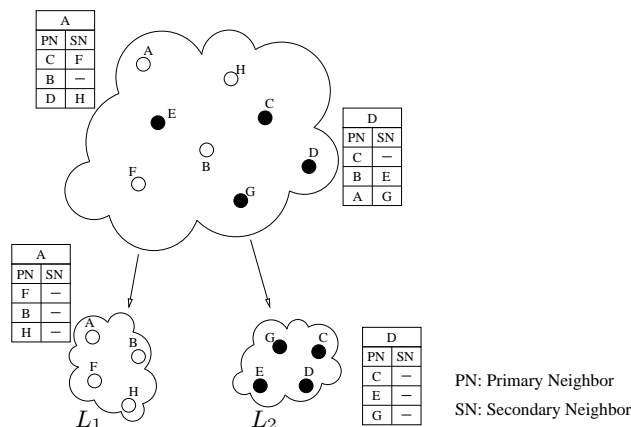 A
PN SN
C F
B −
D H
A
H
E
C
B
D
F
G
D
PN SN
C −
B E
A G
A
PN SN
F −
B −
H −
A
B
F
H
L1
G
C
E
D
L2
D
PN SN
C −
E −
G −
PN: Primary Neighbor
SN: Secondary Neighbor